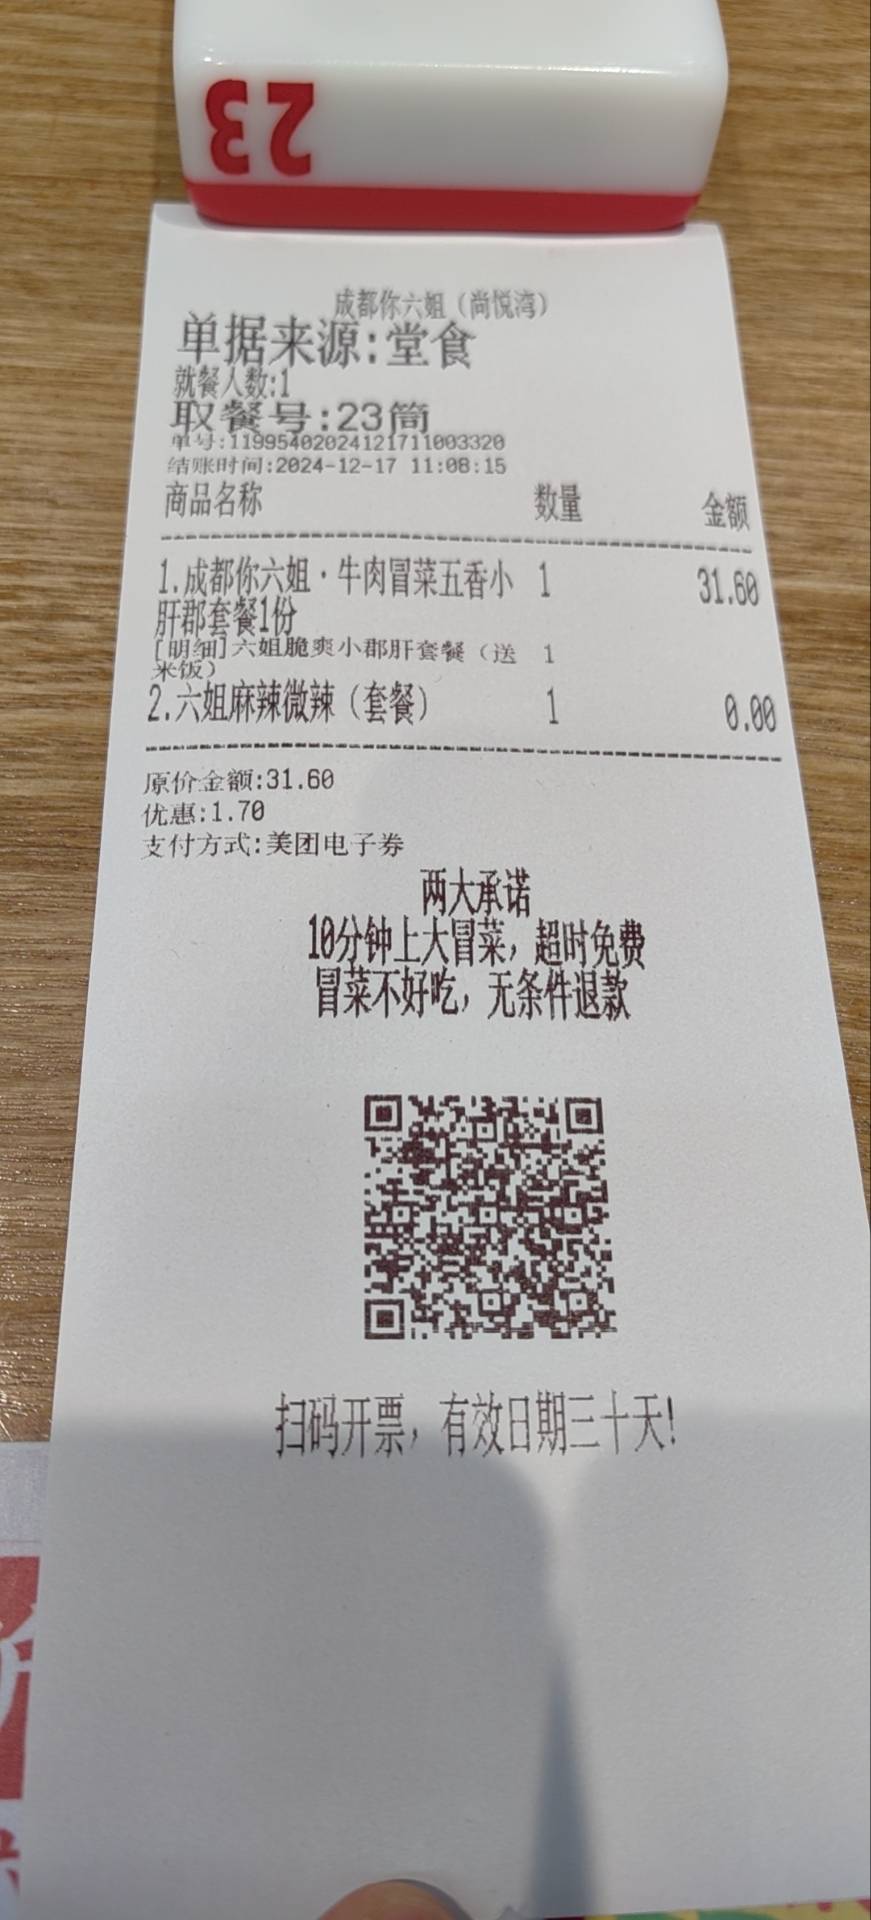 23
成都你六姐（尚悦湾）
单据来源:堂食
就餐人数:1
取餐号:23筒
单号:11995402024121711003320
结账时间:2024-12-17 11:08:15
商品名称 数量 金额
1.成都你六姐·牛肉冒菜五香小 1 31.60
肝郡套餐1份
[明细]六姐脆爽小郡肝套餐（送 1
米饭）
2.六姐麻辣微辣（套餐） 1 0.00
原价金额:31.60
优惠:1.70
支付方式:美团电子券
两大承诺
10分钟上大冒菜，超时免费
冒菜不好吃，无条件退款
扫码开票，有效日期三十天!